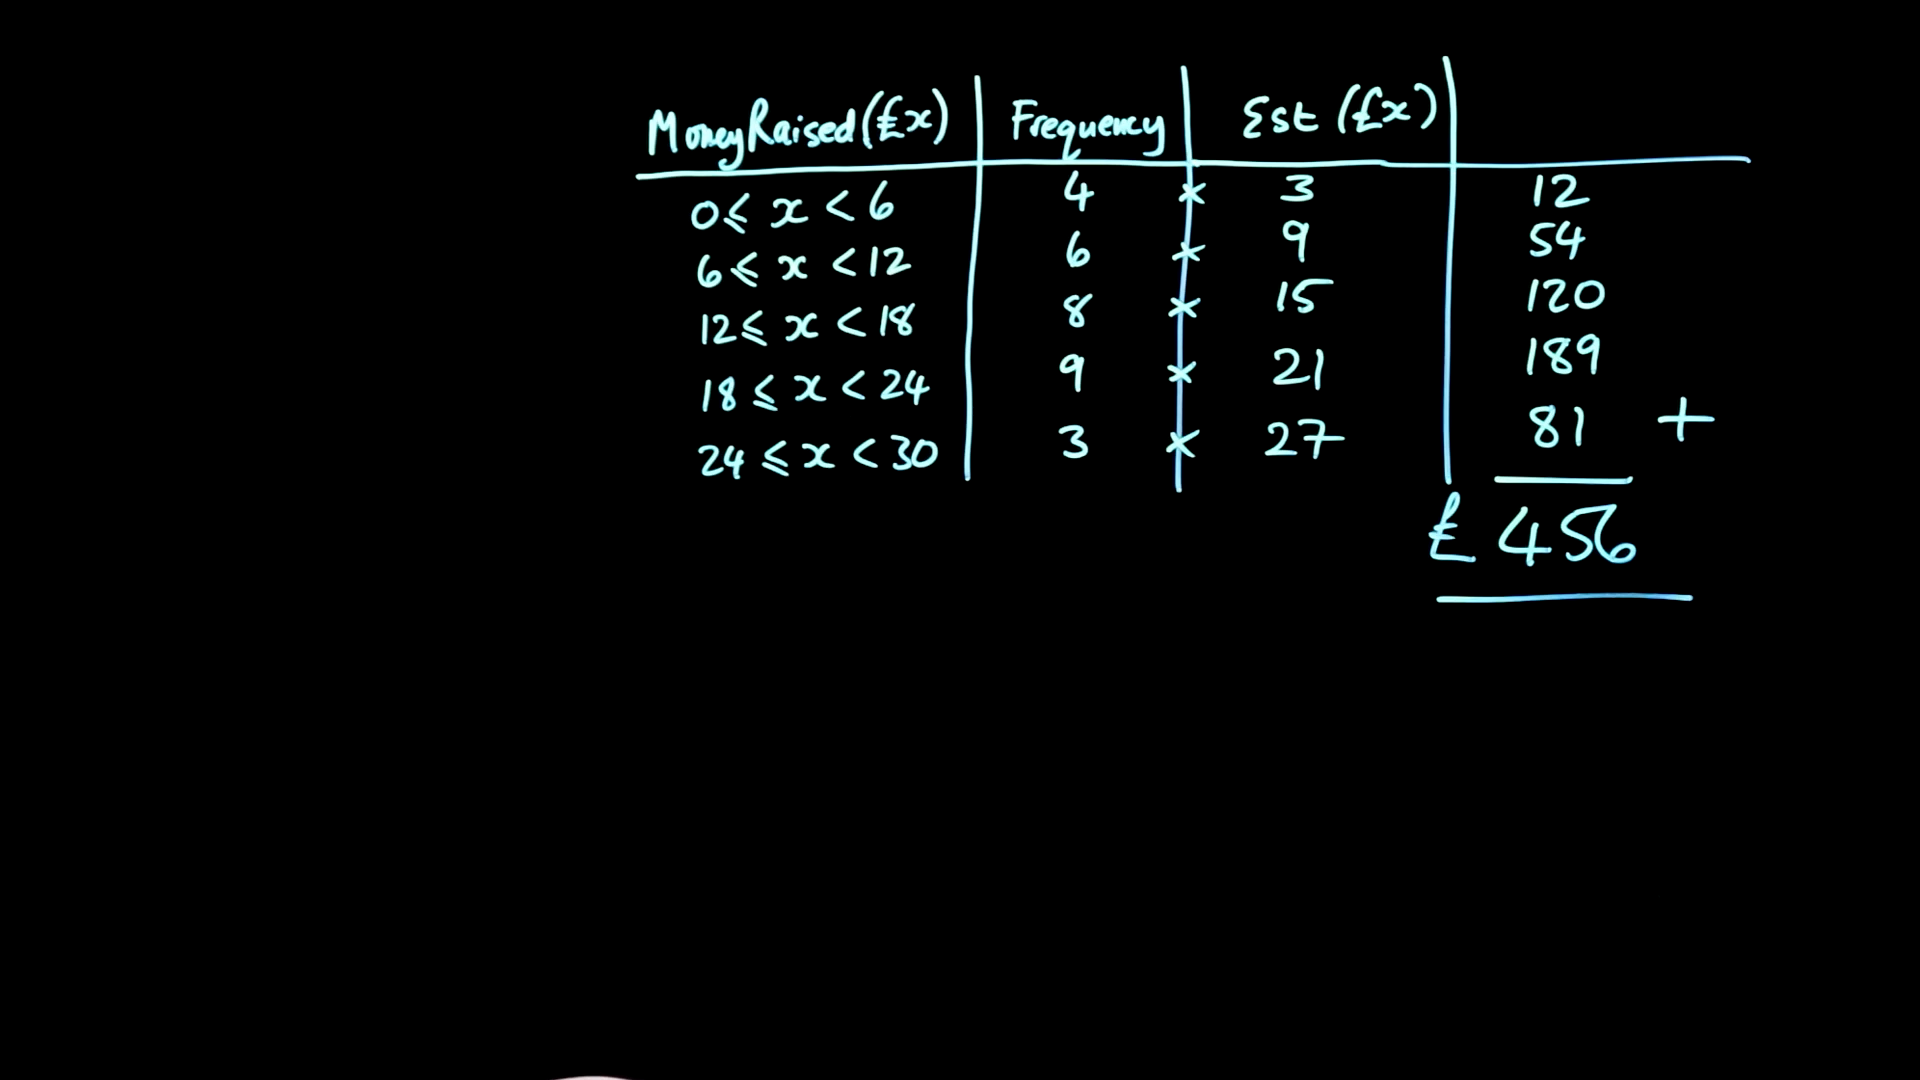 Money Raised (£x) Frequency Est (£x)
0 ⩽ x < 6 4 × 3 12
6 ⩽ x < 12 6 × 9 54
12 ⩽ x < 18 8 × 15 120
18 ⩽ x < 24 9 × 21 189
24 ⩽ x < 30 3 × 27 81 +
£ 456